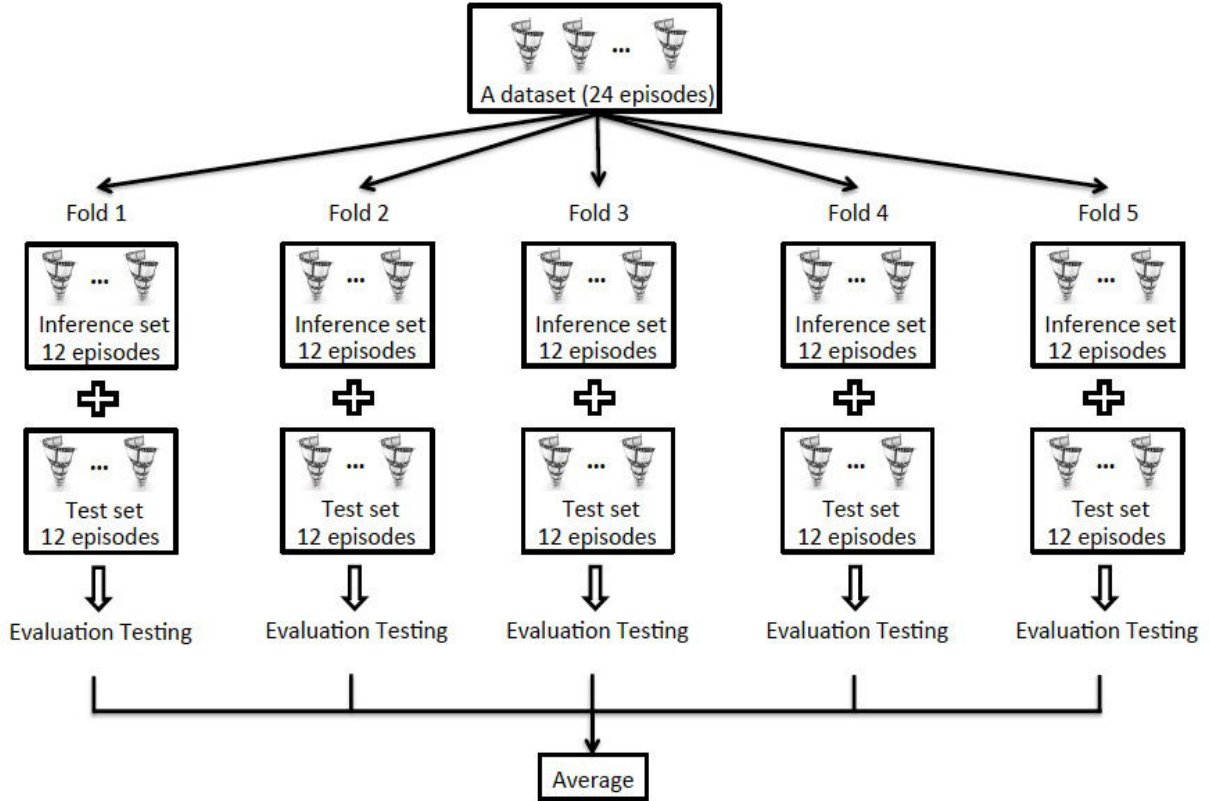 ...
A dataset (24 episodes)
Fold 1
Fold 2
Fold 3
Fold 4
Fold 5
...
Inference set
12 episodes
...
Inference set
12 episodes
...
Inference set
12 episodes
...
Inference set
12 episodes
...
Inference set
12 episodes
...
Test set
12 episodes
...
Test set
12 episodes
...
Test set
12 episodes
...
Test set
12 episodes
...
Test set
12 episodes
Evaluation Testing
Evaluation Testing
Evaluation Testing
Evaluation Testing
Evaluation Testing
Average